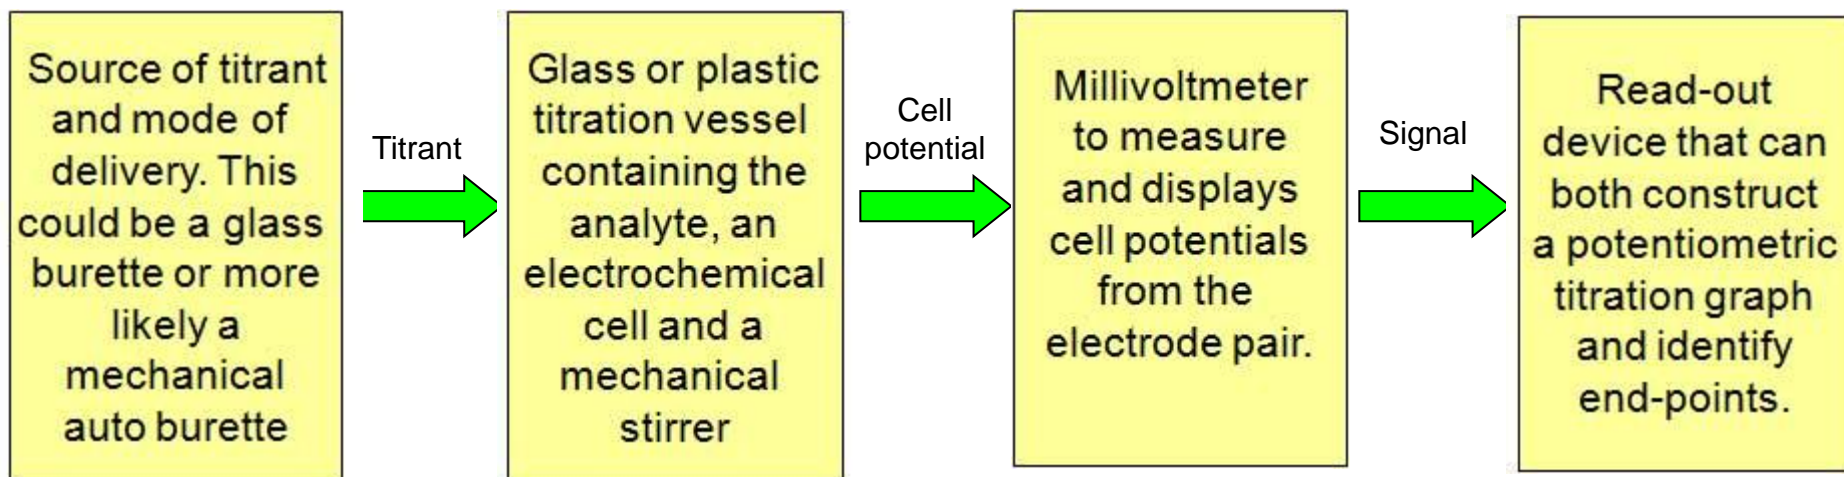 Source of titrant
and mode of
delivery. This
could be a glass
burette or more
likely a
mechanical
auto burette
Titrant
Glass or plastic
titration vessel
containing the
analyte, an
electrochemical
cell and a
mechanical
stirrer
Cell
potential
Millivoltmeter
to measure
and displays
cell potentials
from the
electrode pair.
Signal
Read-out
device that can
both construct
a potentiometric
titration graph
and identify
end-points.